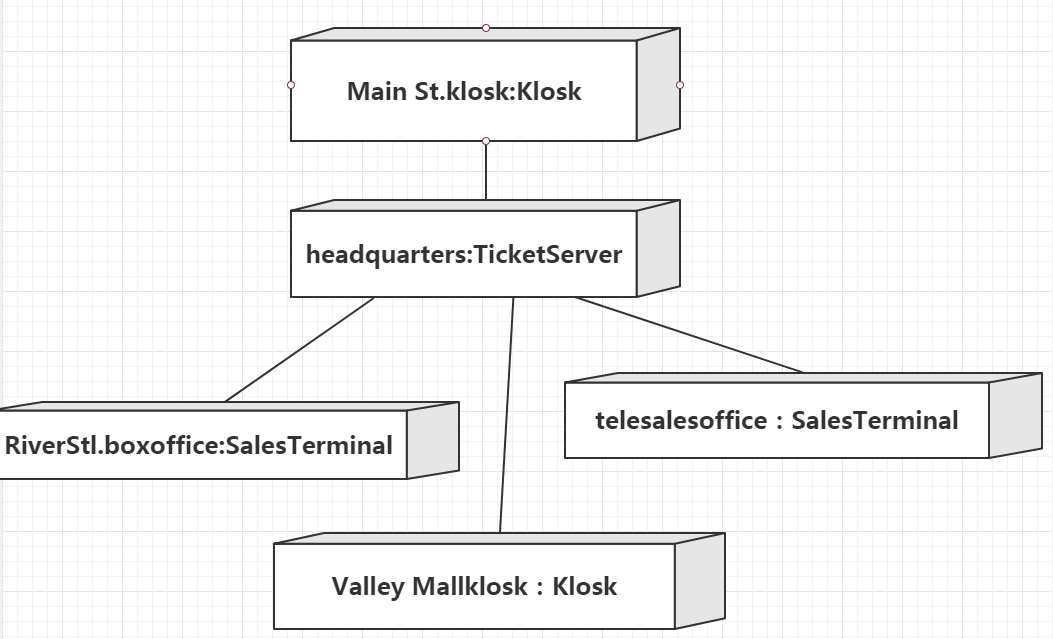 Main St.klosk:Klosk
headquarters:TicketServer
telesalesoffice：SalesTerminal
RiverStl.boxoffice:SalesTerminal
Valley Mallklosk：Klosk